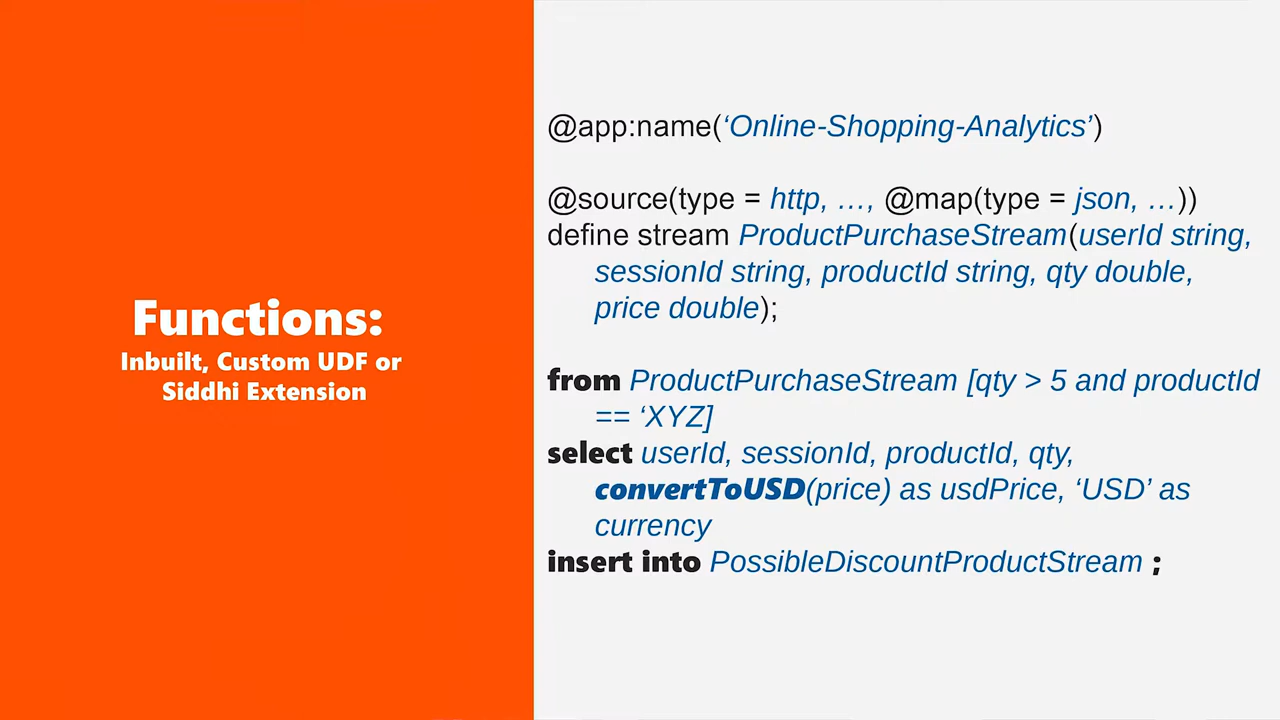 Functions:
Inbuilt, Custom UDF or
Siddhi Extension
@app:name(‘Online-Shopping-Analytics’)
@source(type = http, …, @map(type = json, …))
define stream ProductPurchaseStream(userId string,
sessionId string, productId string, qty double,
price double);
from ProductPurchaseStream [qty > 5 and productId
== ‘XYZ]
select userId, sessionId, productId, qty,
convertToUSD(price) as usdPrice, ‘USD’ as
currency
insert into PossibleDiscountProductStream ;